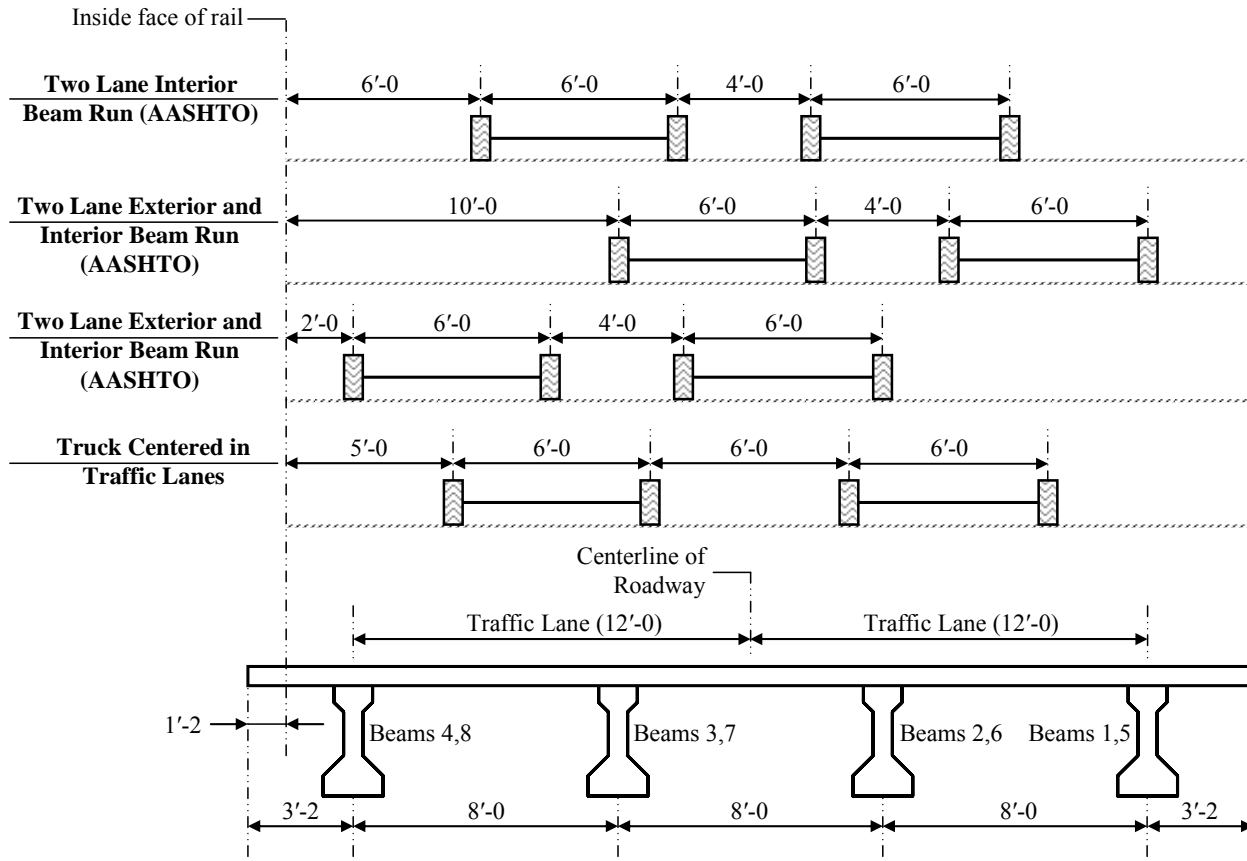 Inside face of rail
Two Lane Interior
Beam Run (AASHTO)
6′-0 6′-0 4′-0 6′-0
Two Lane Exterior and
Interior Beam Run
(AASHTO)
10′-0 6′-0 4′-0 6′-0
Two Lane Exterior and
Interior Beam Run
(AASHTO)
2′-0 6′-0 4′-0 6′-0
Truck Centered in
Traffic Lanes
5′-0 6′-0 6′-0 6′-0
Centerline of
Roadway
Traffic Lane (12′-0) Traffic Lane (12′-0)
1′-2
Beams 4,8 Beams 3,7 Beams 2,6 Beams 1,5
3′-2 8′-0 8′-0 8′-0 3′-2